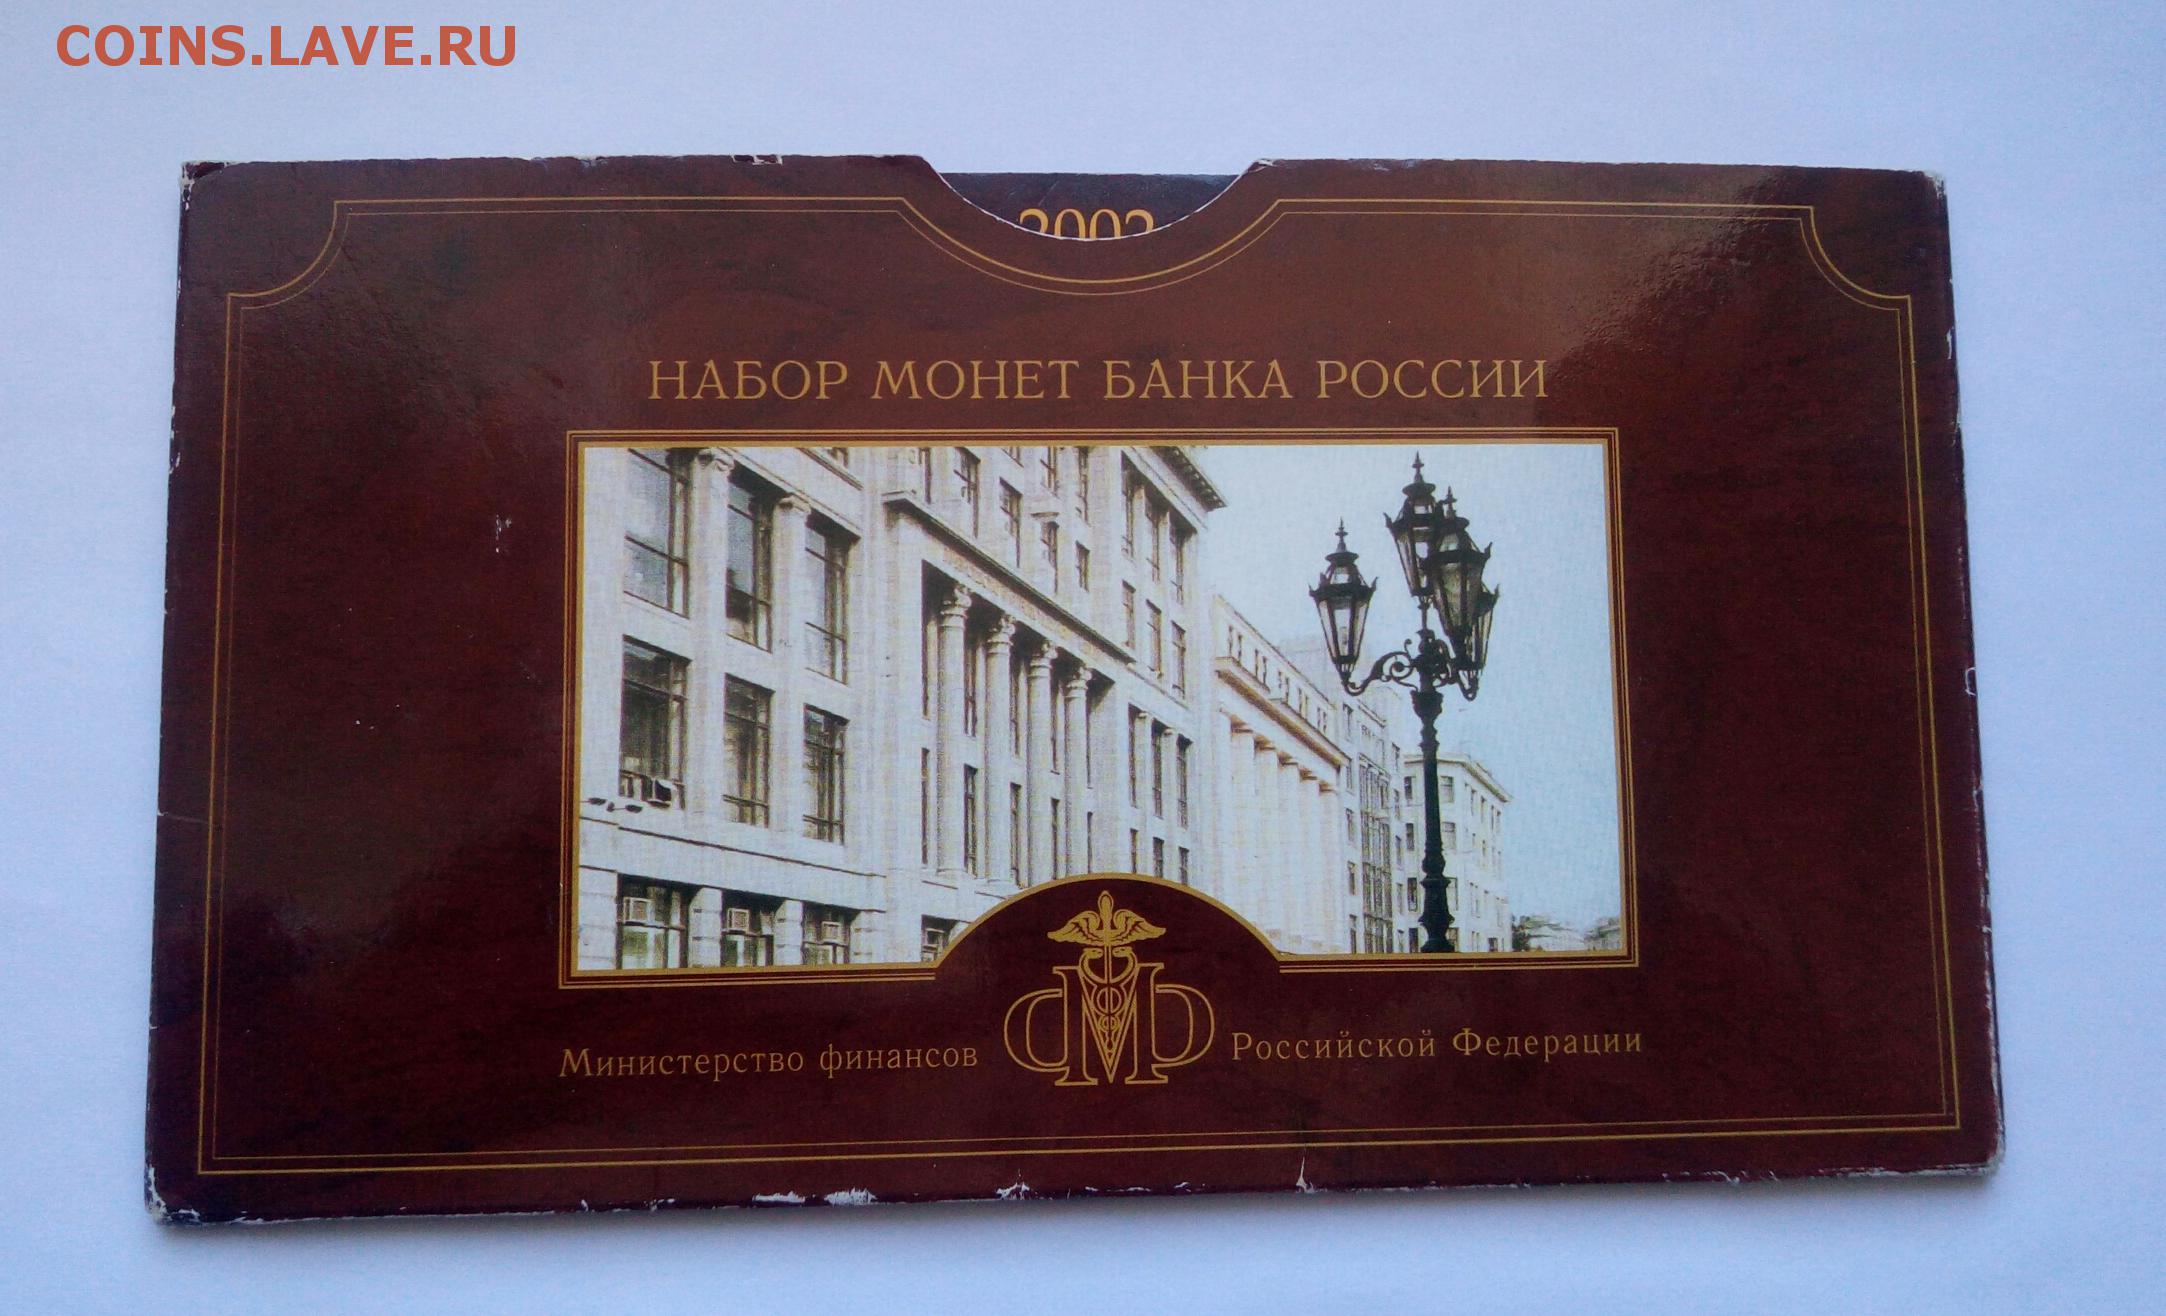 COINS.LAVE.RU
НАБОР МОНЕТ БАНКА РОССИИ
Министерство финансов Российской Федерации